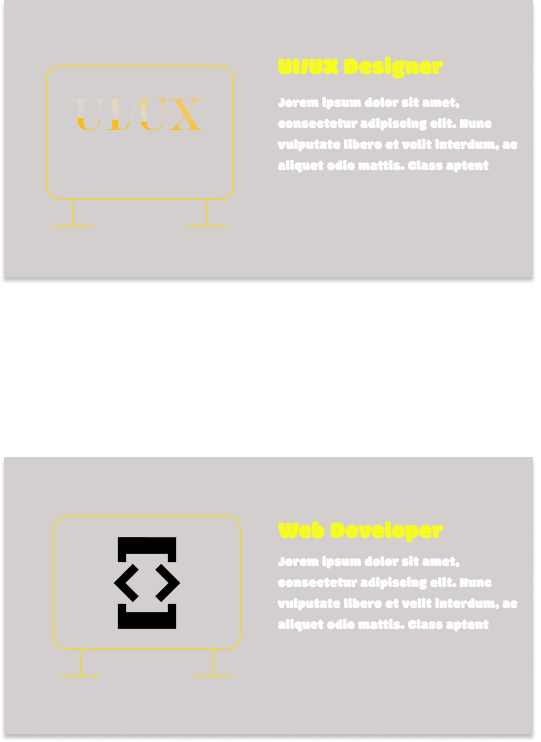 UI/UX
UI/UX Designer
Jorem ipsum dolor sit amet,
consectetur adipiscing elit. Nunc
vulputate libero et velit interdum, ac
aliquet odio mattis. Class aptent
Web Developer
Jorem ipsum dolor sit amet,
consectetur adipiscing elit. Nunc
vulputate libero et velit interdum, ac
aliquet odio mattis. Class aptent